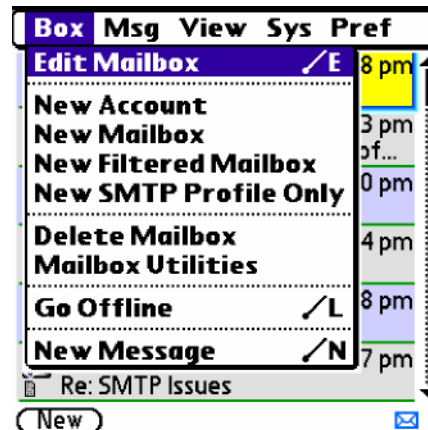 Box Msg View Sys Pref
Edit Mailbox /E 8 pm
New Account
New Mailbox 3 pm
New Filtered Mailbox of...
New SMTP Profile Only 0 pm
Delete Mailbox 4 pm
Mailbox Utilities
Go Offline /L 8 pm
New Message /N 7 pm
Re: SMTP Issues
New